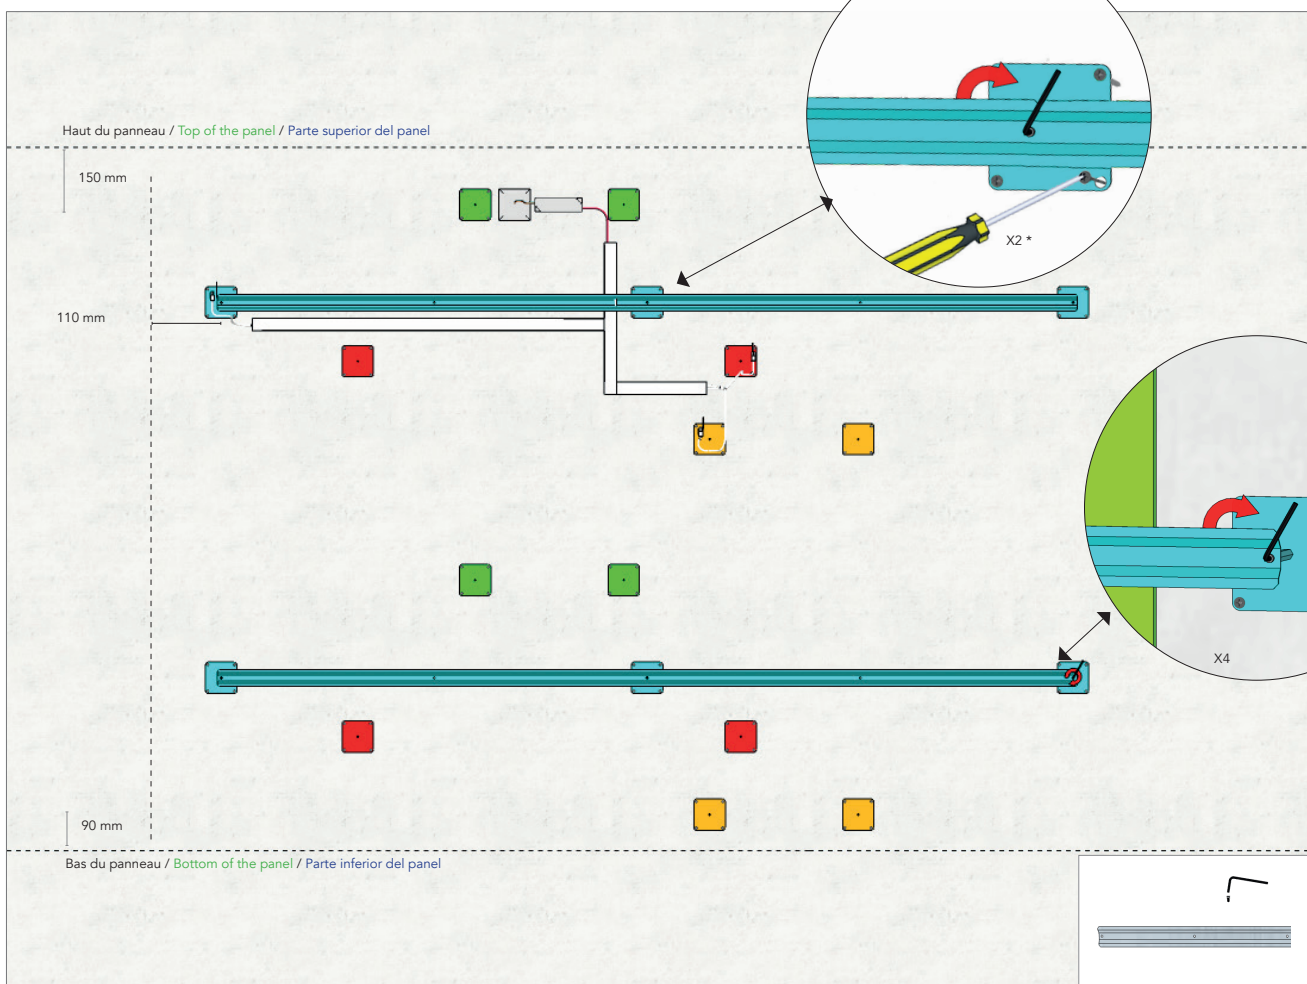 Haut du panneau / Top of the panel / Parte superior del panel
150 mm
X2 *
110 mm
X4
90 mm
Bas du panneau / Bottom of the panel / Parte inferior del panel